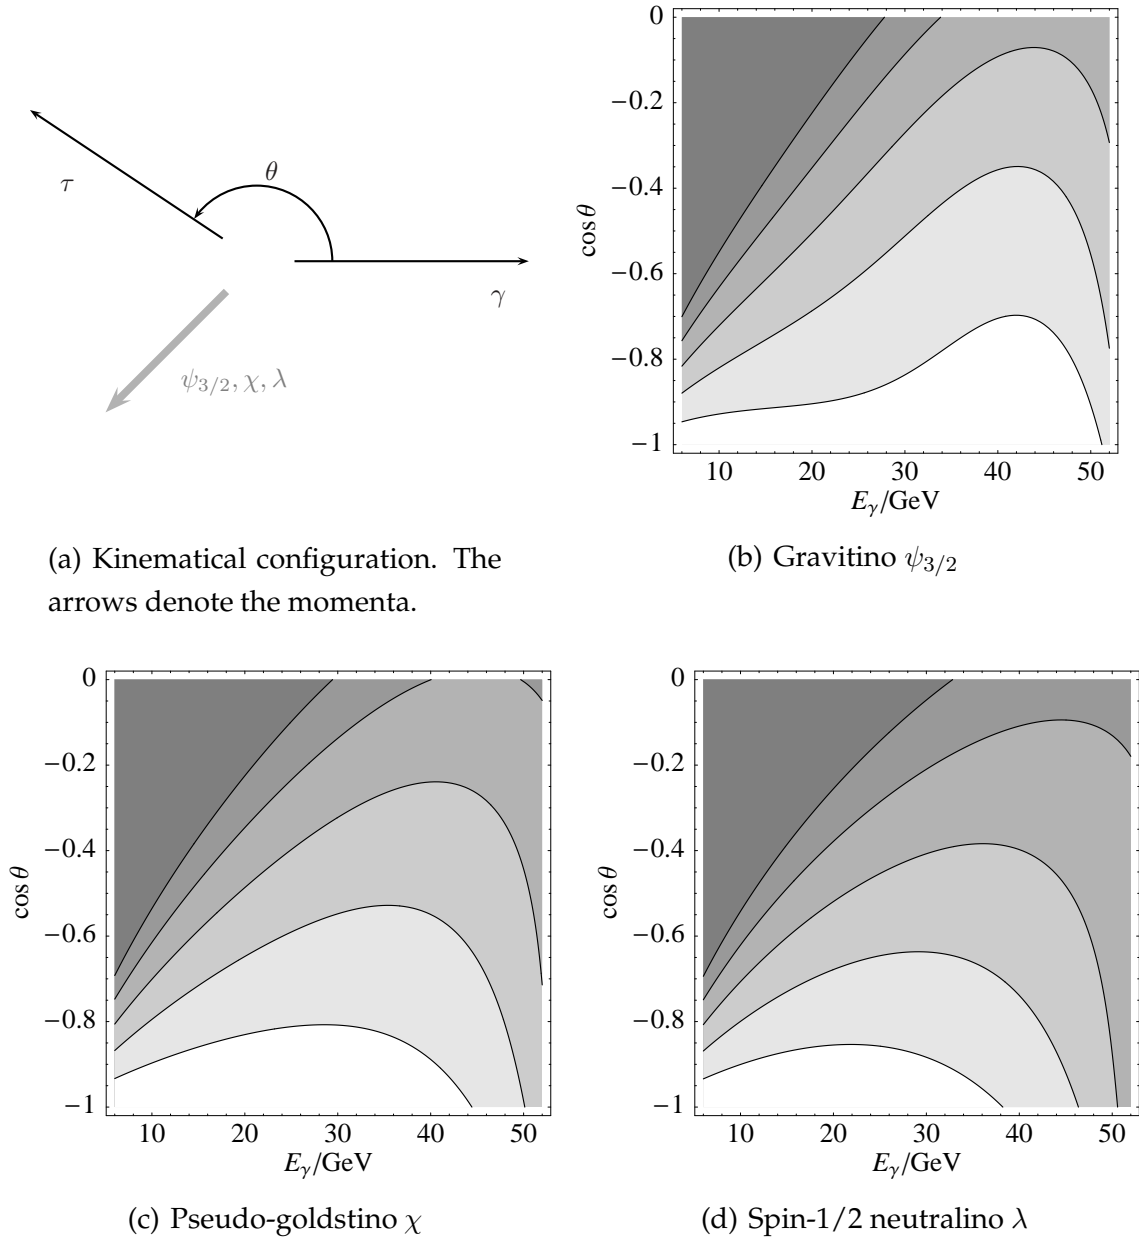 τ
θ
γ
ψ3/2, χ, λ
(a) Kinematical configuration. The
arrows denote the momenta.
0
−0.2
−0.4
−0.6
−0.8
−1
cos θ
10 20 30 40 50
Eγ/GeV
(b) Gravitino ψ3/2
0
−0.2
−0.4
−0.6
−0.8
−1
cos θ
10 20 30 40 50
Eγ/GeV
(c) Pseudo-goldstino χ
0
−0.2
−0.4
−0.6
−0.8
−1
cos θ
10 20 30 40 50
Eγ/GeV
(d) Spin-1/2 neutralino λ